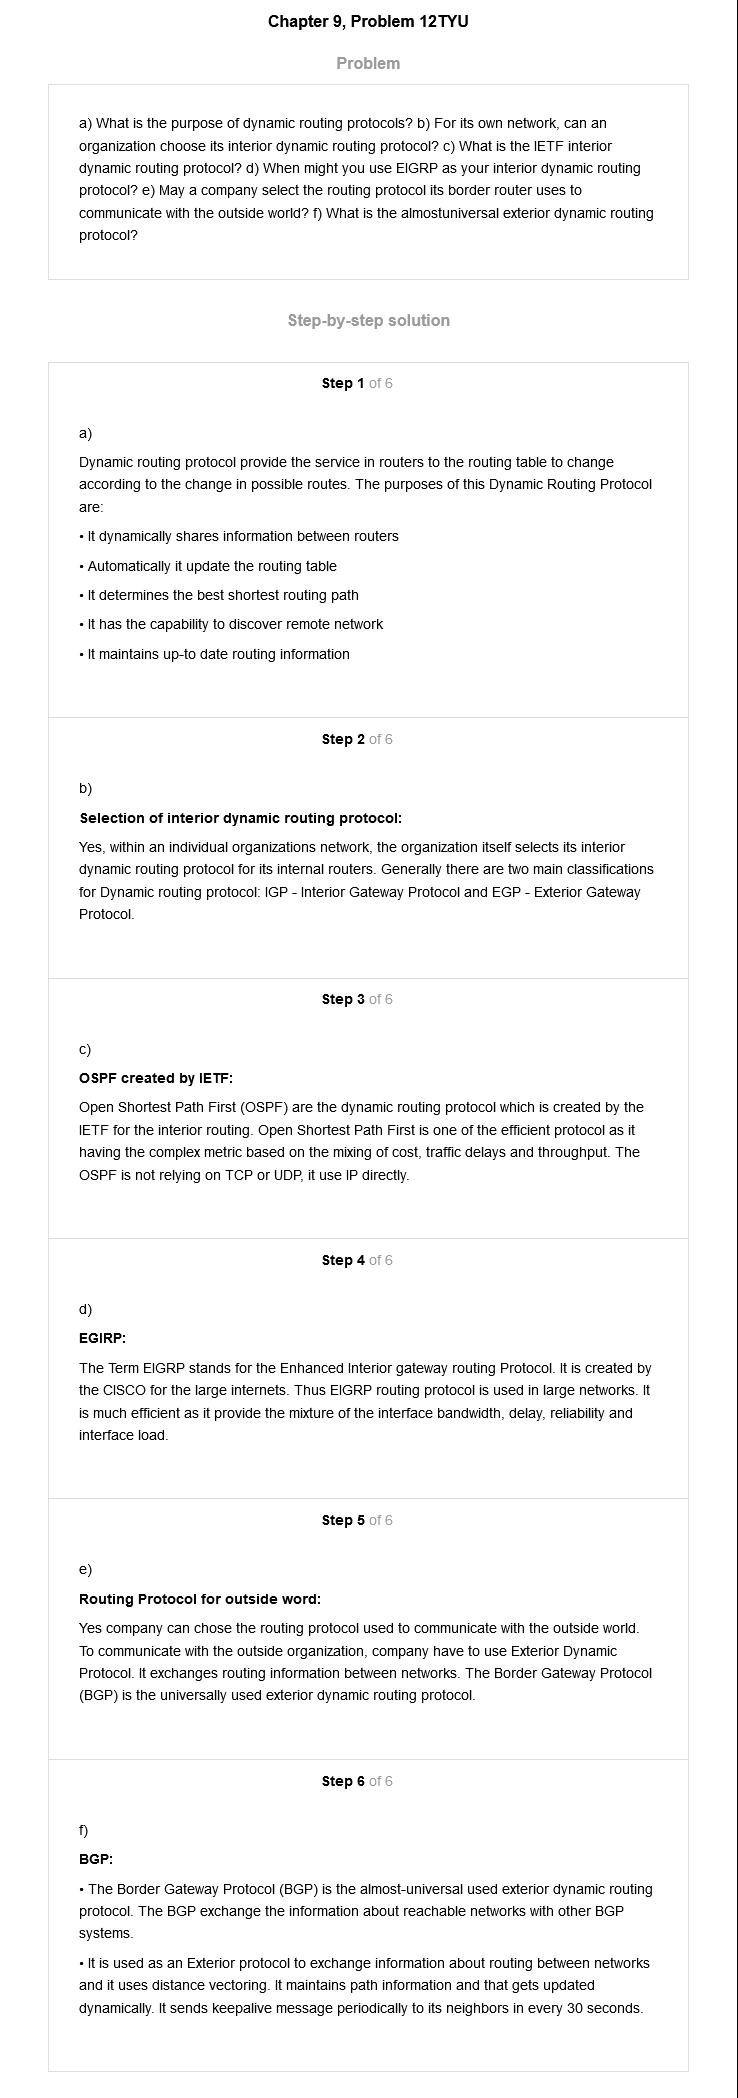 Chapter 9, Problem 12TYU
Problem
a) What is the purpose of dynamic routing protocols? b) For its own network, can an
organization choose its interior dynamic routing protocol? c) What is the IETF interior
dynamic routing protocol? d) When might you use EIGRP as your interior dynamic routing
protocol? e) May a company select the routing protocol its border router uses to
communicate with the outside world? f) What is the almostuniversal exterior dynamic routing
protocol?
Step-by-step solution
Step 1 of 6
a)
Dynamic routing protocol provide the service in routers to the routing table to change
according to the change in possible routes. The purposes of this Dynamic Routing Protocol
are:
• It dynamically shares information between routers
• Automatically it update the routing table
• It determines the best shortest routing path
• It has the capability to discover remote network
• It maintains up-to date routing information
Step 2 of 6
b)
Selection of interior dynamic routing protocol:
Yes, within an individual organizations network, the organization itself selects its interior
dynamic routing protocol for its internal routers. Generally there are two main classifications
for Dynamic routing protocol: IGP - Interior Gateway Protocol and EGP - Exterior Gateway
Protocol.
Step 3 of 6
c)
OSPF created by IETF:
Open Shortest Path First (OSPF) are the dynamic routing protocol which is created by the
IETF for the interior routing. Open Shortest Path First is one of the efficient protocol as it
having the complex metric based on the mixing of cost, traffic delays and throughput. The
OSPF is not relying on TCP or UDP, it use IP directly.
Step 4 of 6
d)
EGIRP:
The Term EIGRP stands for the Enhanced Interior gateway routing Protocol. It is created by
the CISCO for the large internets. Thus EIGRP routing protocol is used in large networks. It
is much efficient as it provide the mixture of the interface bandwidth, delay, reliability and
interface load.
Step 5 of 6
e)
Routing Protocol for outside word:
Yes company can chose the routing protocol used to communicate with the outside world.
To communicate with the outside organization, company have to use Exterior Dynamic
Protocol. It exchanges routing information between networks. The Border Gateway Protocol
(BGP) is the universally used exterior dynamic routing protocol.
Step 6 of 6
f)
BGP:
• The Border Gateway Protocol (BGP) is the almost-universal used exterior dynamic routing
protocol. The BGP exchange the information about reachable networks with other BGP
systems.
• It is used as an Exterior protocol to exchange information about routing between networks
and it uses distance vectoring. It maintains path information and that gets updated
dynamically. It sends keepalive message periodically to its neighbors in every 30 seconds.